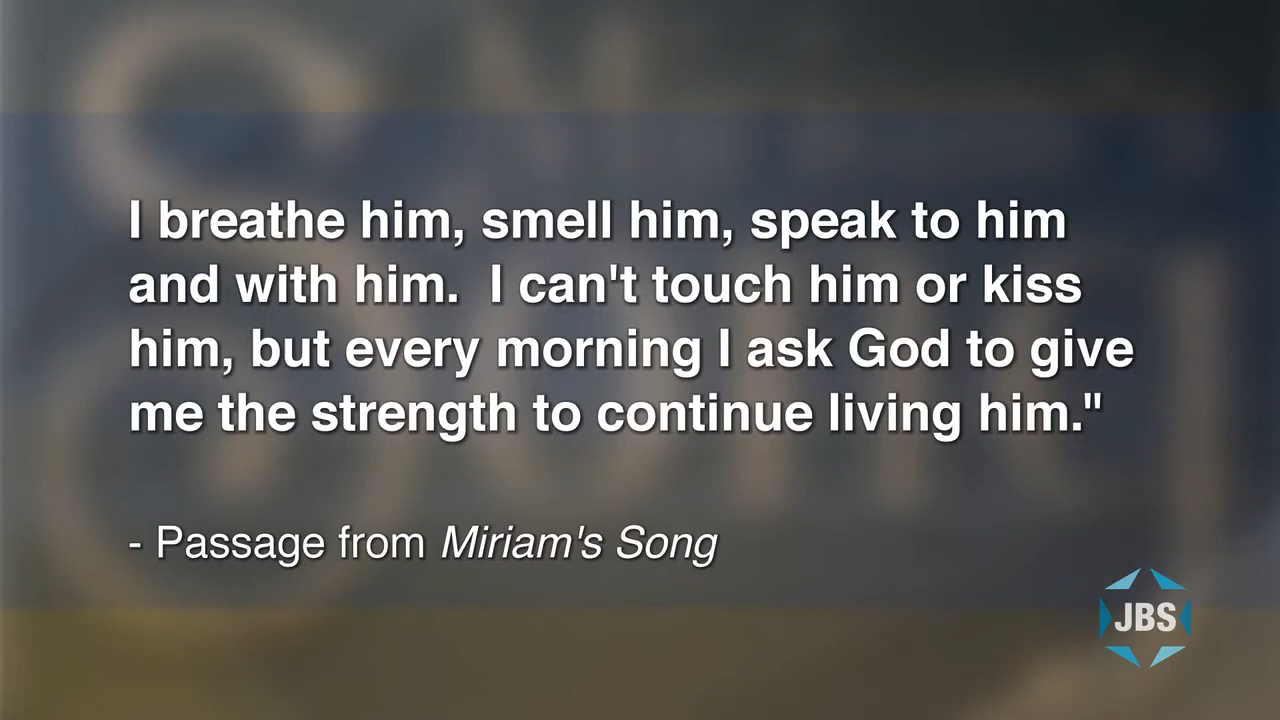 I breathe him, smell him, speak to him
and with him.  I can't touch him or kiss
him, but every morning I ask God to give
me the strength to continue living him."
- Passage from Miriam's Song
JBS